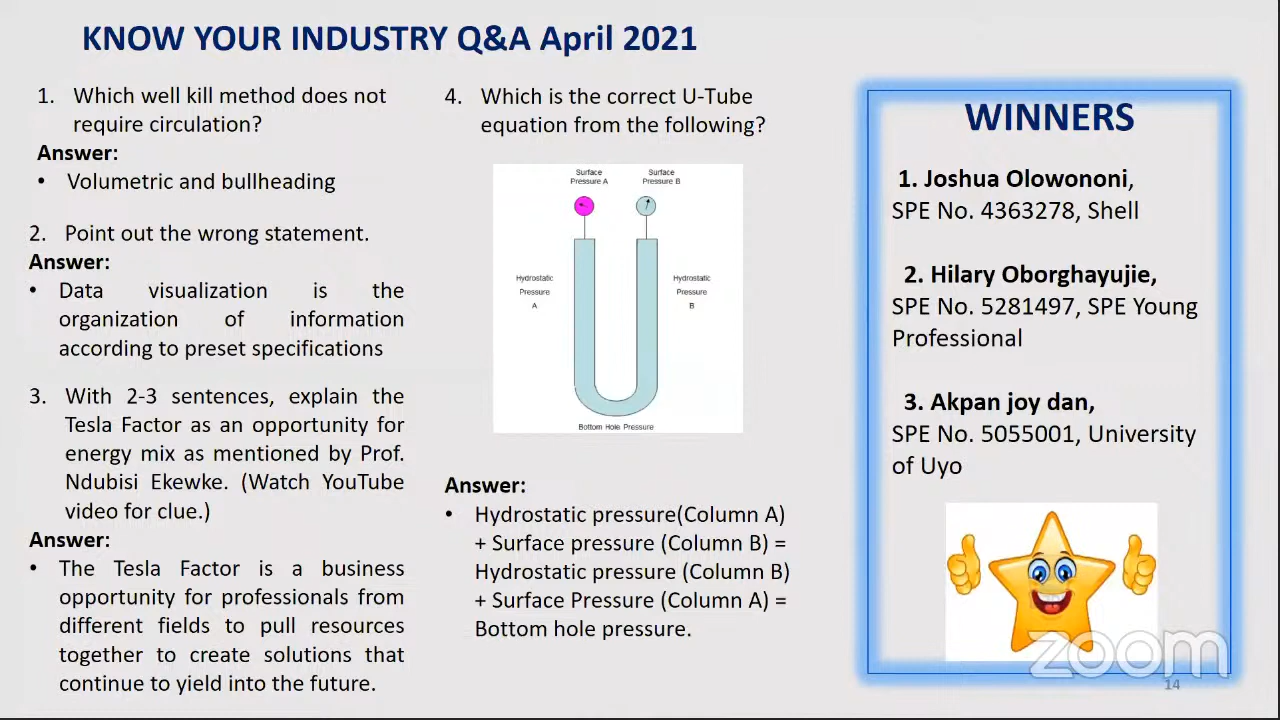 KNOW YOUR INDUSTRY Q&A April 2021
1. Which well kill method does not
require circulation?
Answer:
• Volumetric and bullheading
2. Point out the wrong statement.
Answer:
• Data visualization is the
organization of information
according to preset specifications
3. With 2-3 sentences, explain the
Tesla Factor as an opportunity for
energy mix as mentioned by Prof.
Ndubisi Ekewke. (Watch YouTube
video for clue.)
Answer:
• The Tesla Factor is a business
opportunity for professionals from
different fields to pull resources
together to create solutions that
continue to yield into the future.
4. Which is the correct U-Tube
equation from the following?
Surface
Pressure A
Surface
Pressure B
Hydrostatic
Pressure
A
Hydrostatic
Pressure
B
Bottom Hole Pressure
Answer:
• Hydrostatic pressure(Column A)
+ Surface pressure (Column B) =
Hydrostatic pressure (Column B)
+ Surface Pressure (Column A) =
Bottom hole pressure.
WINNERS
1. Joshua Olowononi,
SPE No. 4363278, Shell
2. Hilary Oborghayujie,
SPE No. 5281497, SPE Young
Professional
3. Akpan joy dan,
SPE No. 5055001, University
of Uyo
zoom
14